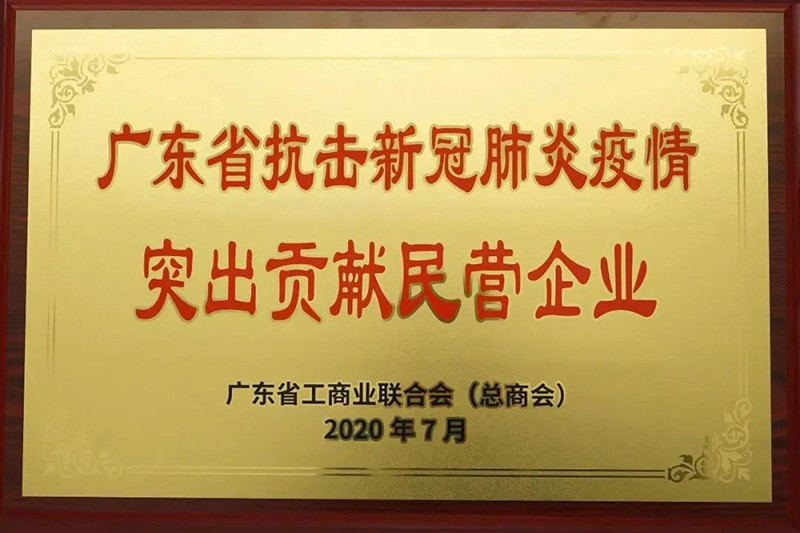 广东省抗击新冠肺炎疫情
突出贡献民营企业
广东省工商业联合会（总商会）
2020年7月